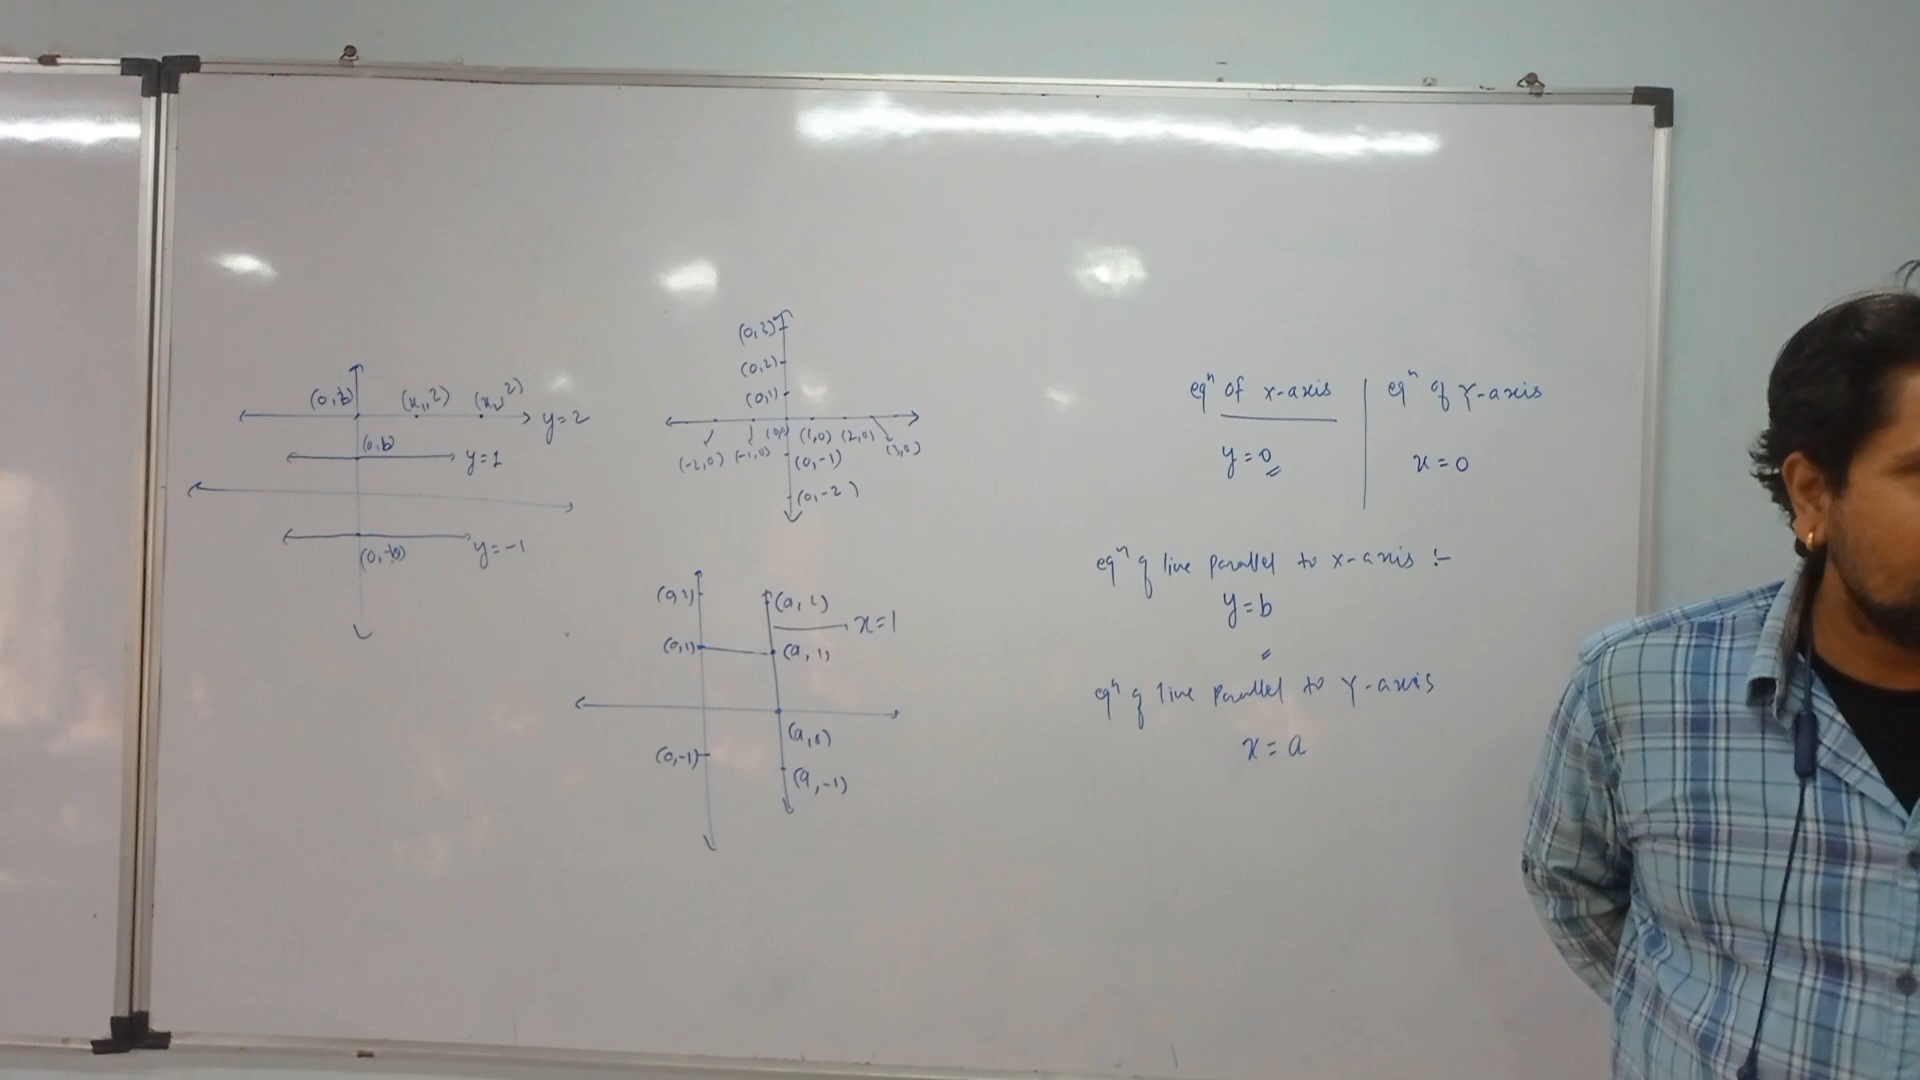 (0,b) (x₁,2) (x₂,2) y=2
(0,b) y=1
(0,-b) y=-1
(0,3)
(0,2)
(0,1)
(-2,0) (-1,0) (0,0) (1,0) (2,0) (3,0)
(0,-1)
(0,-2)
(0,2) (a,2)
x=1
(0,1) (a,1)
(a,0)
(0,-1) (a,-1)
eqⁿ of x-axis eqⁿ of Y-axis
y=0 x=0
eqⁿ of line parallel to x-axis :-
y=b
eqⁿ of line parallel to Y-axis
x=a